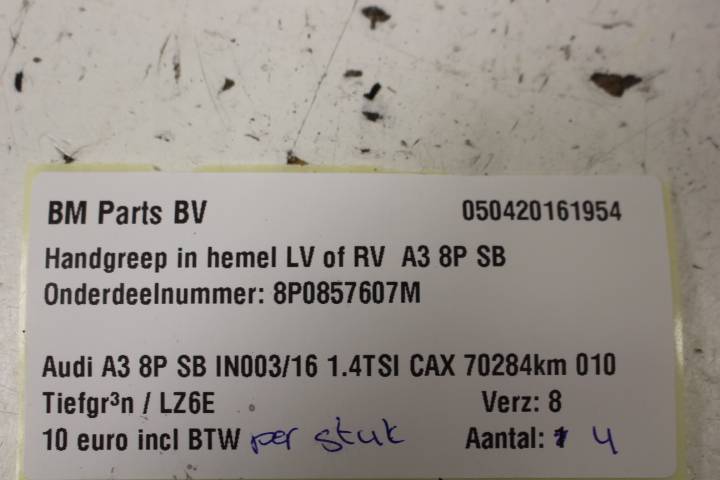 BM Parts BV 050420161954
Handgreep in hemel LV of RV A3 8P SB
Onderdeelnummer: 8P0857607M
Audi A3 8P SB IN003/16 1.4TSI CAX 70284km 010
Tiefgr³n / LZ6E Verz: 8
10 euro incl BTW per stuk Aantal: 1 4